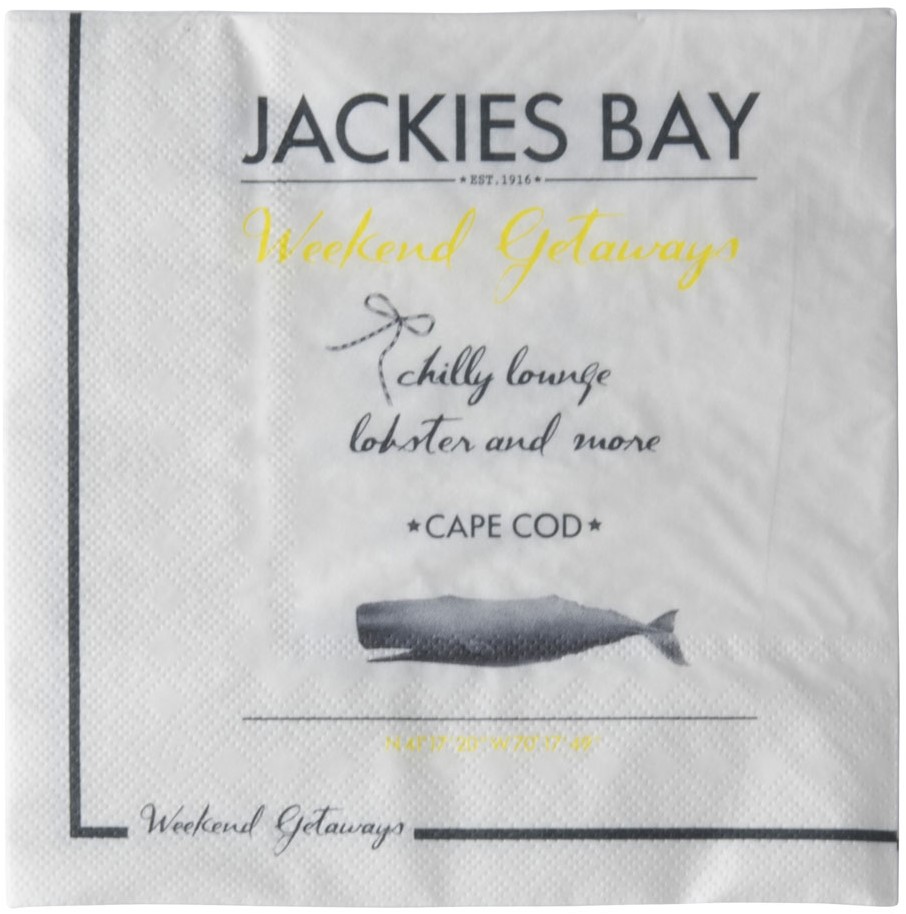 JACKIES BAY
★EST.1916★
Weekend Getaways
chilly lounge
lobster and more
★CAPE COD★
Weekend Getaways